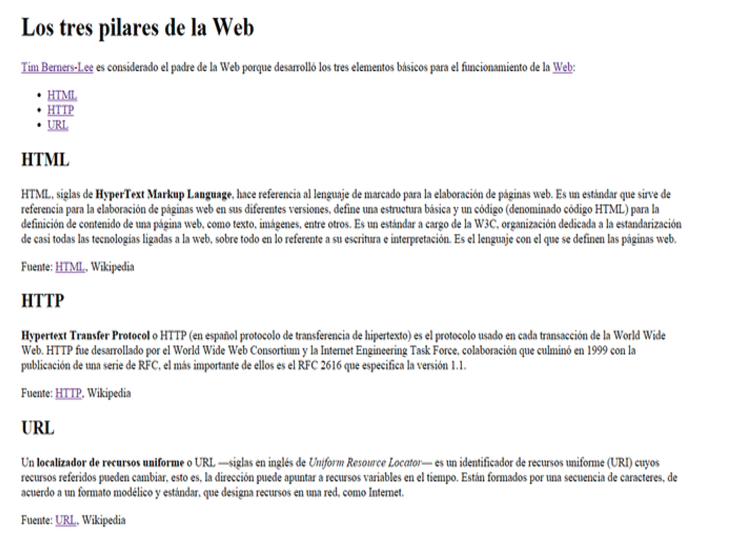 Los tres pilares de la Web
Tim Berners-Lee es considerado el padre de la Web porque desarrolló los tres elementos básicos para el funcionamiento de la Web:
• HTML
• HTTP
• URL
HTML
HTML, siglas de HyperText Markup Language, hace referencia al lenguaje de marcado para la elaboración de páginas web. Es un estándar que sirve de
referencia para la elaboración de páginas web en sus diferentes versiones, define una estructura básica y un código (denominado código HTML) para la
definición de contenido de una página web, como texto, imágenes, entre otros. Es un estándar a cargo de la W3C, organización dedicada a la estandarización
de casi todas las tecnologías ligadas a la web, sobre todo en lo referente a su escritura e interpretación. Es el lenguaje con el que se definen las páginas web.
Fuente: HTML, Wikipedia
HTTP
Hypertext Transfer Protocol o HTTP (en español protocolo de transferencia de hipertexto) es el protocolo usado en cada transacción de la World Wide
Web. HTTP fue desarrollado por el World Wide Web Consortium y la Internet Engineering Task Force, colaboración que culminó en 1999 con la
publicación de una serie de RFC, el más importante de ellos es el RFC 2616 que especifica la versión 1.1.
Fuente: HTTP, Wikipedia
URL
Un localizador de recursos uniforme o URL —siglas en inglés de Uniform Resource Locator— es un identificador de recursos uniforme (URI) cuyos
recursos referidos pueden cambiar, esto es, la dirección puede apuntar a recursos variables en el tiempo. Están formados por una secuencia de caracteres, de
acuerdo a un formato modélico y estándar, que designa recursos en una red, como Internet.
Fuente: URL, Wikipedia